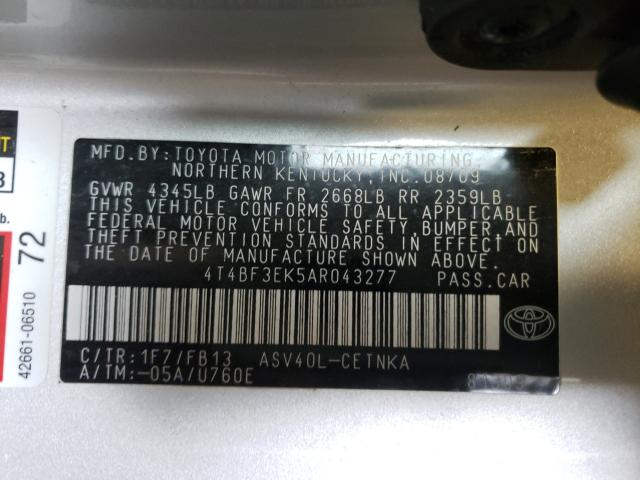 MFD.BY:TOYOTA MOTOR MANUFACTURING,
NORTHERN KENTUCKY, INC. 08/09
GVWR 4345LB GAWR FR 2668LB RR 2359LB
THIS VEHICLE CONFORMS TO ALL APPLICABLE
FEDERAL MOTOR VEHICLE SAFETY, BUMPER, AND
THEFT PREVENTION STANDARDS IN EFFECT ON
THE DATE OF MANUFACTURE SHOWN ABOVE.
4T4BF3EK5AR043277 PASS.CAR
C/TR:1F7/FB13 ASV40L-CETNKA
A/TM:-05A/U760E
72
42661-06510
b.